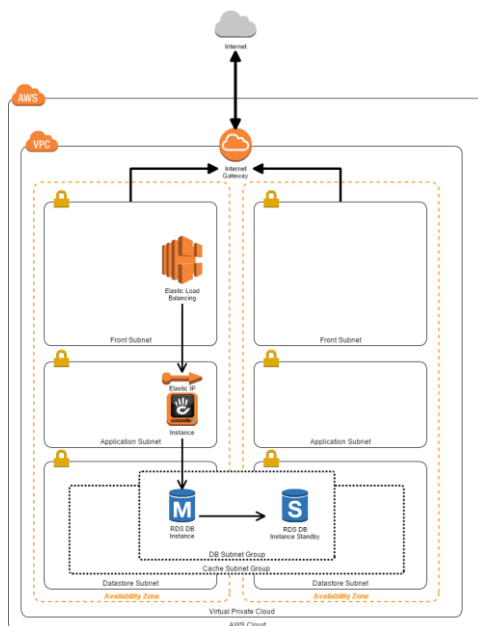 Internet
AWS
VPC
Internet
Gateway
Elastic Load
Balancing
Front Subnet
Front Subnet
Elastic IP
concrete5
Instance
Application Subnet
Application Subnet
M
S
RDS DB
Instance
RDS DB
Instance Standby
DB Subnet Group
Cache Subnet Group
Datastore Subnet
Datastore Subnet
Availability Zone
Availability Zone
Virtual Private Cloud
AWS Cloud